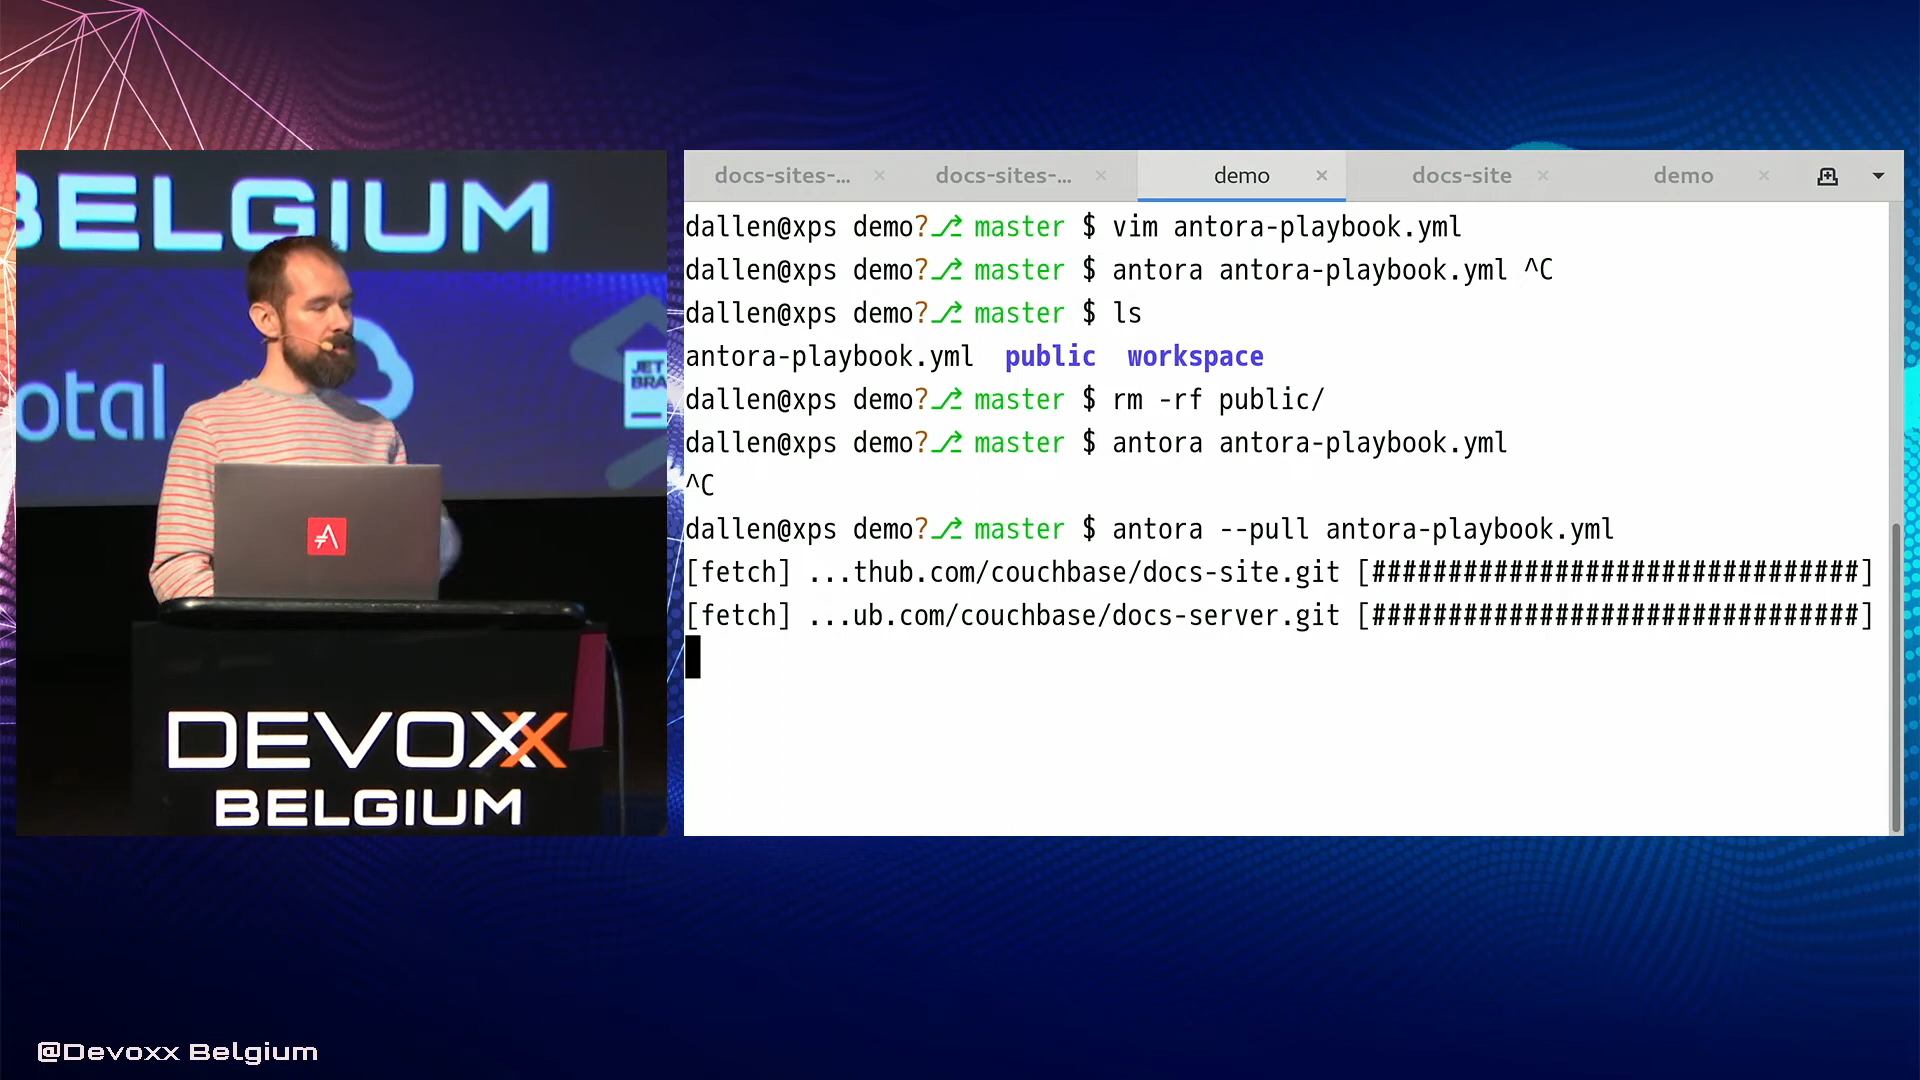 BELGIUM
otal
JET
BRA
DEVOXX
BELGIUM
docs-sites-... × docs-sites-... × demo × docs-site × demo ×
dallen@xps demo?⎇ master $ vim antora-playbook.yml
dallen@xps demo?⎇ master $ antora antora-playbook.yml ^C
dallen@xps demo?⎇ master $ ls
antora-playbook.yml public workspace
dallen@xps demo?⎇ master $ rm -rf public/
dallen@xps demo?⎇ master $ antora antora-playbook.yml
^C
dallen@xps demo?⎇ master $ antora --pull antora-playbook.yml
[fetch] ...thub.com/couchbase/docs-site.git [################################]
[fetch] ...ub.com/couchbase/docs-server.git [################################]
@Devoxx Belgium